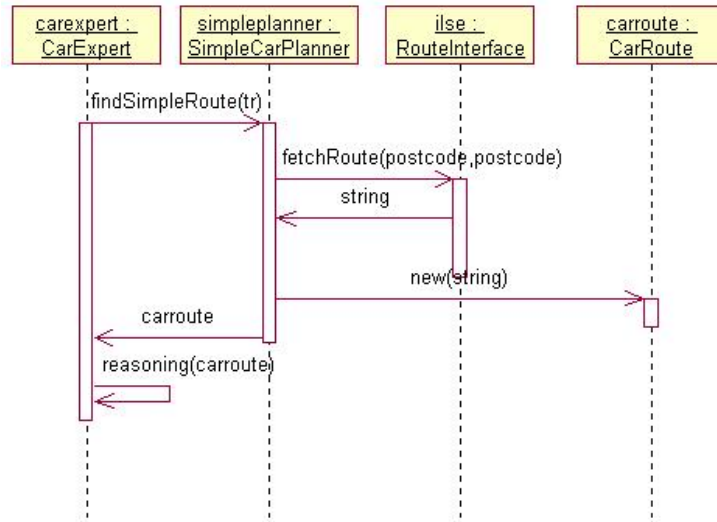 carexpert :
CarExpert
simpleplanner :
SimpleCarPlanner
ilse :
RouteInterface
carroute :
CarRoute
findSimpleRoute(tr)
fetchRoute(postcode,postcode)
string
new(string)
carroute
reasoning(carroute)